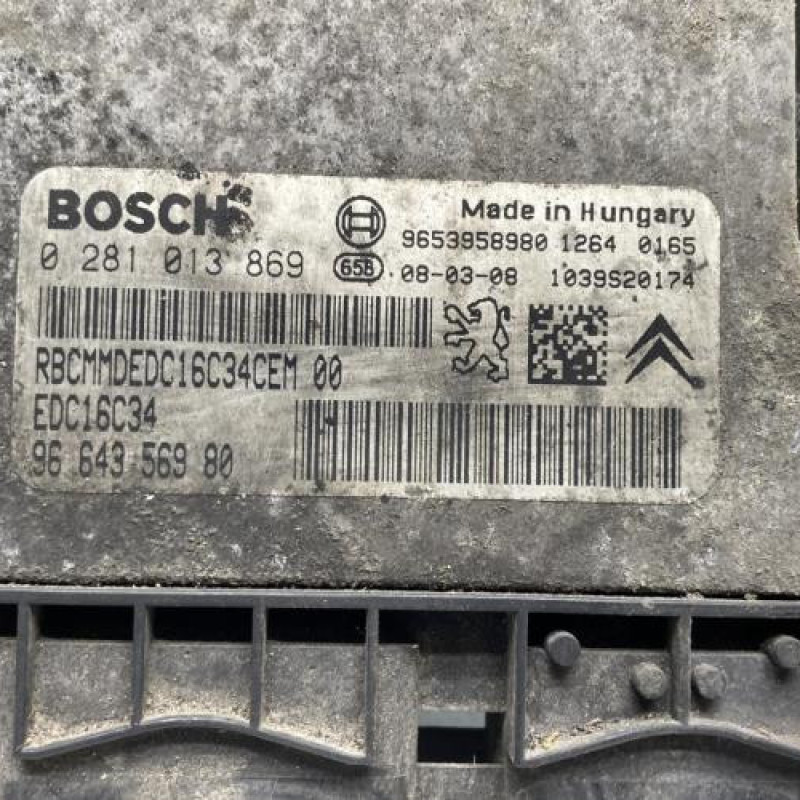 BOSCH
Made in Hungary
0 281 013 869
9653958980 1264 0165
658 08-03-08 1039S20174
RBCMMDEDC16C34CEM 00
EDC16C34
96 643 569 80